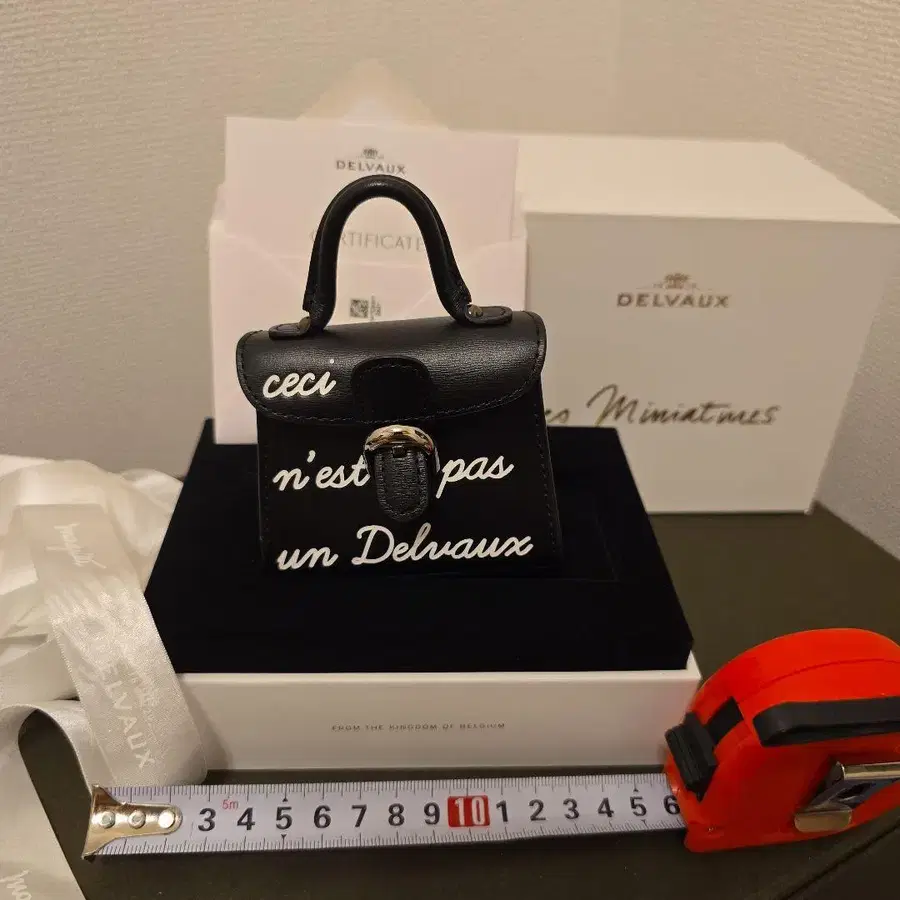 DELVAUX
CERTIFICATE
DELVAUX
es Miniatures
ceci
n'est pas
un Delvaux
DELVAUX
FROM THE KINGDOM OF BELGIUM
5m
3 4 5 6 7 8 9 10 1 2 3 4 5 6